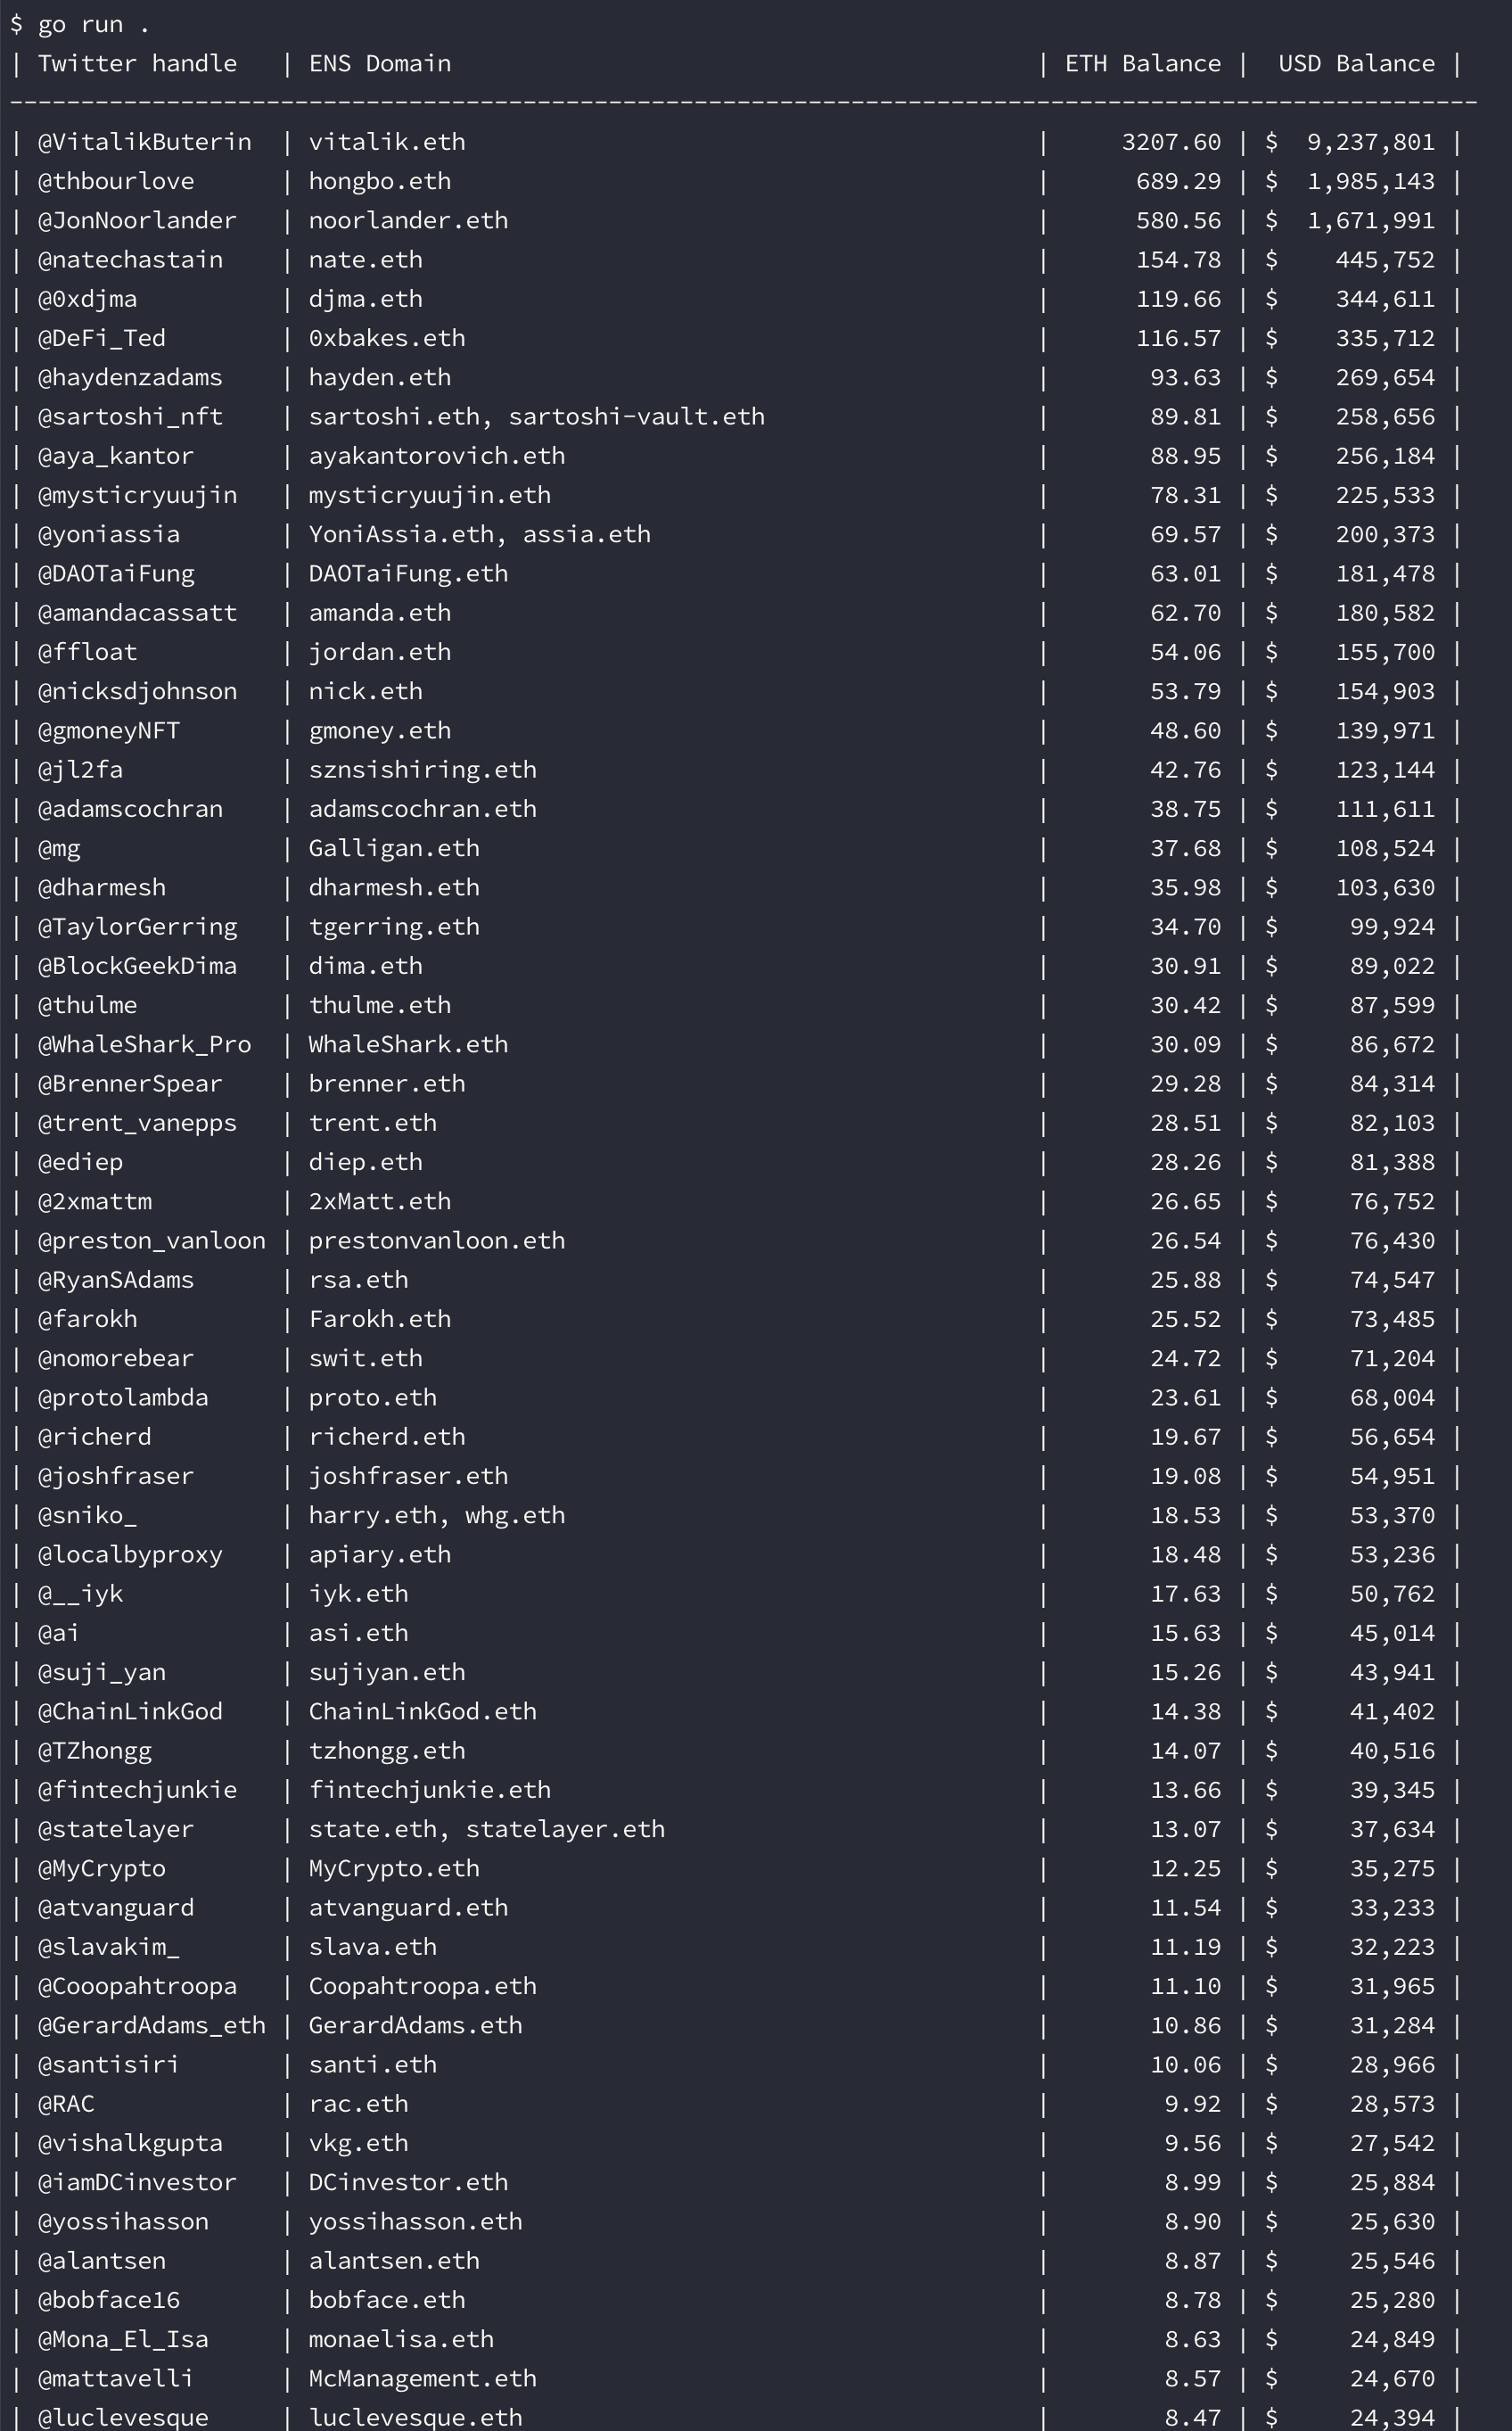 $ go run .
| Twitter handle | ENS Domain | ETH Balance | USD Balance |
-------------------------------------------------------------------------------------------------------
| @VitalikButerin | vitalik.eth | 3207.60 | $ 9,237,801 |
| @thbourlove | hongbo.eth | 689.29 | $ 1,985,143 |
| @JonNoorlander | noorlander.eth | 580.56 | $ 1,671,991 |
| @natechastain | nate.eth | 154.78 | $ 445,752 |
| @0xdjma | djma.eth | 119.66 | $ 344,611 |
| @DeFi_Ted | 0xbakes.eth | 116.57 | $ 335,712 |
| @haydenzadams | hayden.eth | 93.63 | $ 269,654 |
| @sartoshi_nft | sartoshi.eth, sartoshi-vault.eth | 89.81 | $ 258,656 |
| @aya_kantor | ayakantorovich.eth | 88.95 | $ 256,184 |
| @mysticryuujin | mysticryuujin.eth | 78.31 | $ 225,533 |
| @yoniassia | YoniAssia.eth, assia.eth | 69.57 | $ 200,373 |
| @DAOTaiFung | DAOTaiFung.eth | 63.01 | $ 181,478 |
| @amandacassatt | amanda.eth | 62.70 | $ 180,582 |
| @ffloat | jordan.eth | 54.06 | $ 155,700 |
| @nicksdjohnson | nick.eth | 53.79 | $ 154,903 |
| @gmoneyNFT | gmoney.eth | 48.60 | $ 139,971 |
| @jl2fa | sznsishiring.eth | 42.76 | $ 123,144 |
| @adamscochran | adamscochran.eth | 38.75 | $ 111,611 |
| @mg | Galligan.eth | 37.68 | $ 108,524 |
| @dharmesh | dharmesh.eth | 35.98 | $ 103,630 |
| @TaylorGerring | tgerring.eth | 34.70 | $ 99,924 |
| @BlockGeekDima | dima.eth | 30.91 | $ 89,022 |
| @thulme | thulme.eth | 30.42 | $ 87,599 |
| @WhaleShark_Pro | WhaleShark.eth | 30.09 | $ 86,672 |
| @BrennerSpear | brenner.eth | 29.28 | $ 84,314 |
| @trent_vanepps | trent.eth | 28.51 | $ 82,103 |
| @ediep | diep.eth | 28.26 | $ 81,388 |
| @2xmattm | 2xMatt.eth | 26.65 | $ 76,752 |
| @preston_vanloon | prestonvanloon.eth | 26.54 | $ 76,430 |
| @RyanSAdams | rsa.eth | 25.88 | $ 74,547 |
| @farokh | Farokh.eth | 25.52 | $ 73,485 |
| @nomorebear | swit.eth | 24.72 | $ 71,204 |
| @protolambda | proto.eth | 23.61 | $ 68,004 |
| @richerd | richerd.eth | 19.67 | $ 56,654 |
| @joshfraser | joshfraser.eth | 19.08 | $ 54,951 |
| @sniko_ | harry.eth, whg.eth | 18.53 | $ 53,370 |
| @localbyproxy | apiary.eth | 18.48 | $ 53,236 |
| @__iyk | iyk.eth | 17.63 | $ 50,762 |
| @ai | asi.eth | 15.63 | $ 45,014 |
| @suji_yan | sujiyan.eth | 15.26 | $ 43,941 |
| @ChainLinkGod | ChainLinkGod.eth | 14.38 | $ 41,402 |
| @TZhongg | tzhongg.eth | 14.07 | $ 40,516 |
| @fintechjunkie | fintechjunkie.eth | 13.66 | $ 39,345 |
| @statelayer | state.eth, statelayer.eth | 13.07 | $ 37,634 |
| @MyCrypto | MyCrypto.eth | 12.25 | $ 35,275 |
| @atvanguard | atvanguard.eth | 11.54 | $ 33,233 |
| @slavakim_ | slava.eth | 11.19 | $ 32,223 |
| @Cooopahtroopa | Coopahtroopa.eth | 11.10 | $ 31,965 |
| @GerardAdams_eth | GerardAdams.eth | 10.86 | $ 31,284 |
| @santisiri | santi.eth | 10.06 | $ 28,966 |
| @RAC | rac.eth | 9.92 | $ 28,573 |
| @vishalkgupta | vkg.eth | 9.56 | $ 27,542 |
| @iamDCinvestor | DCinvestor.eth | 8.99 | $ 25,884 |
| @yossihasson | yossihasson.eth | 8.90 | $ 25,630 |
| @alantsen | alantsen.eth | 8.87 | $ 25,546 |
| @bobface16 | bobface.eth | 8.78 | $ 25,280 |
| @Mona_El_Isa | monaelisa.eth | 8.63 | $ 24,849 |
| @mattavelli | McManagement.eth | 8.57 | $ 24,670 |
| @luclevesque | luclevesque.eth | 8.47 | $ 24,394 |